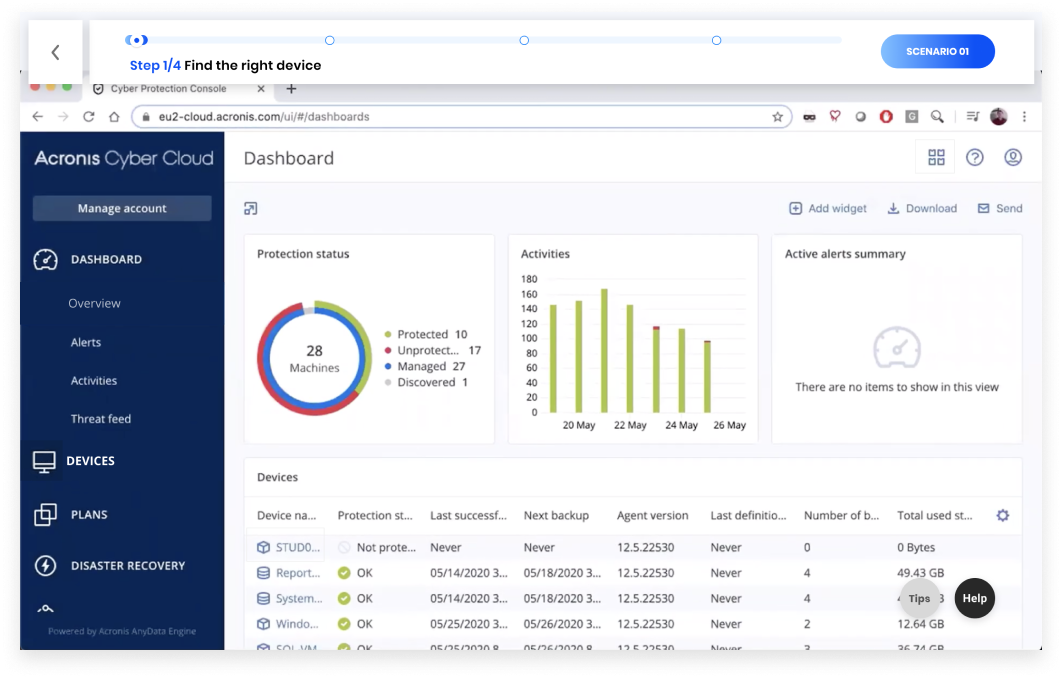 Step 1/4 Find the right device
SCENARIO 01
Cyber Protection Console
eu2-cloud.acronis.com/ui/#/dashboards
G
Acronis Cyber Cloud
Dashboard
Manage account
Add widget
Download
Send
DASHBOARD
Overview
Alerts
Activities
Threat feed
DEVICES
PLANS
DISASTER RECOVERY
Powered by Acronis AnyData Engine
Protection status
28
Machines
Protected 10
Unprotect... 17
Managed 27
Discovered 1
Activities
180
160
140
120
100
80
60
40
20
0
20 May 22 May 24 May 26 May
Active alerts summary
There are no items to show in this view
Devices
Device na... Protection st... Last successf... Next backup Agent version Last definitio... Number of b... Total used st...
STUD0... Not prote... Never Never 12.5.22530 Never 0 0 Bytes
Report... OK 05/14/2020 3... 05/18/2020 3... 12.5.22530 Never 4 49.43 GB
System... OK 05/14/2020 3... 05/18/2020 3... 12.5.22530 Never 4
Windo... OK 05/25/2020 3... 05/26/2020 3... 12.5.22530 Never 2 12.64 GB
SQL_VM OK 05/25/2020 8 05/26/2020 8 12.5.22530 Never 3 36.74 GB
Tips
Help